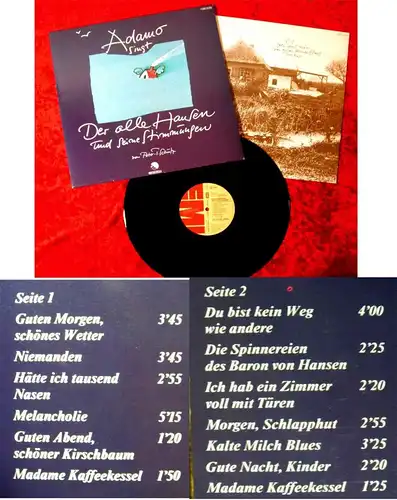 Adamo
singt
Der alte Hansen
und seine Stimmungen
EMI
Seite 1
Guten Morgen,
schönes Wetter 3'45
Niemanden 3'45
Hätte ich tausend 2'55
Nasen
Melancholie 5'15
Guten Abend, 1'20
schöner Kirschbaum
Madame Kaffeekessel 1'50
Seite 2
Du bist kein Weg 4'00
wie andere
Die Spinnereien 2'25
des Baron von Hansen
Ich hab ein Zimmer 2'20
voll mit Türen
Morgen, Schlapphut 2'55
Kalte Milch Blues 3'25
Gute Nacht, Kinder 2'20
Madame Kaffeekessel 1'25